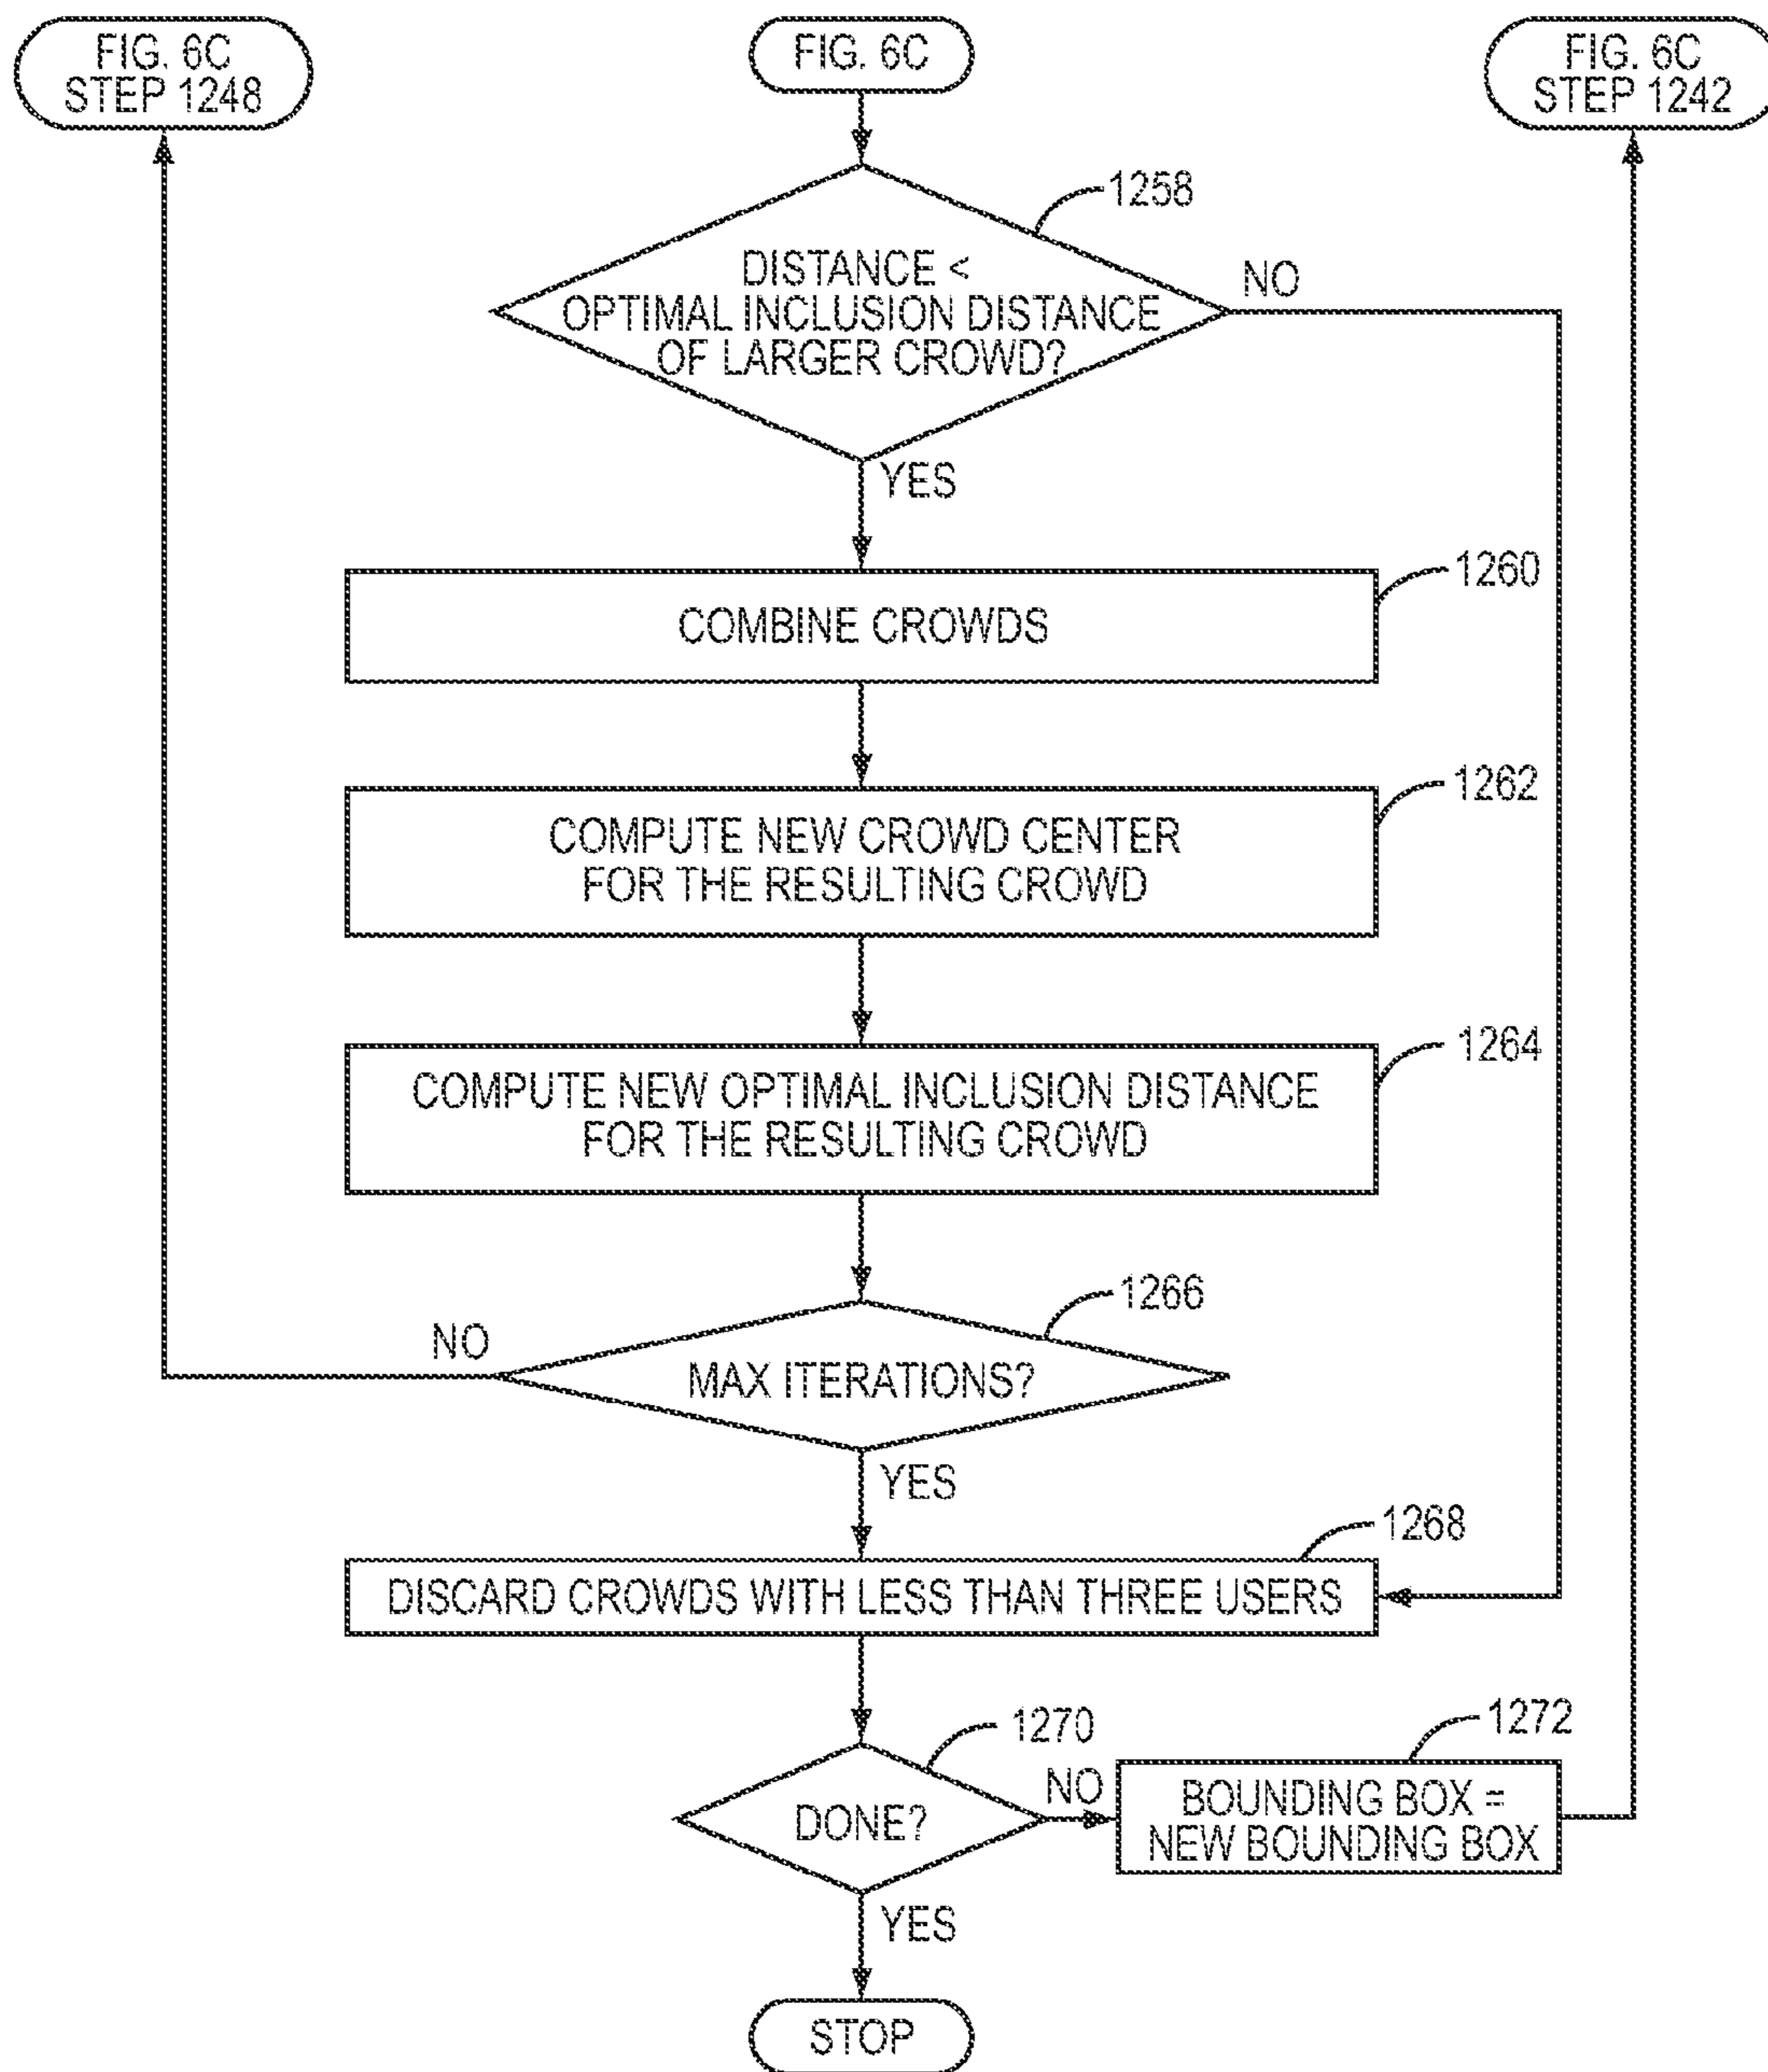 FIG. 6C
STEP 1248
FIG. 6C
FIG. 6C
STEP 1242
1258
DISTANCE <
OPTIMAL INCLUSION DISTANCE
OF LARGER CROWD?
NO
YES
1260
COMBINE CROWDS
1262
COMPUTE NEW CROWD CENTER
FOR THE RESULTING CROWD
1264
COMPUTE NEW OPTIMAL INCLUSION DISTANCE
FOR THE RESULTING CROWD
1266
NO
MAX ITERATIONS?
YES
1268
DISCARD CROWDS WITH LESS THAN THREE USERS
1270
1272
DONE?
NO
BOUNDING BOX =
NEW BOUNDING BOX
YES
STOP